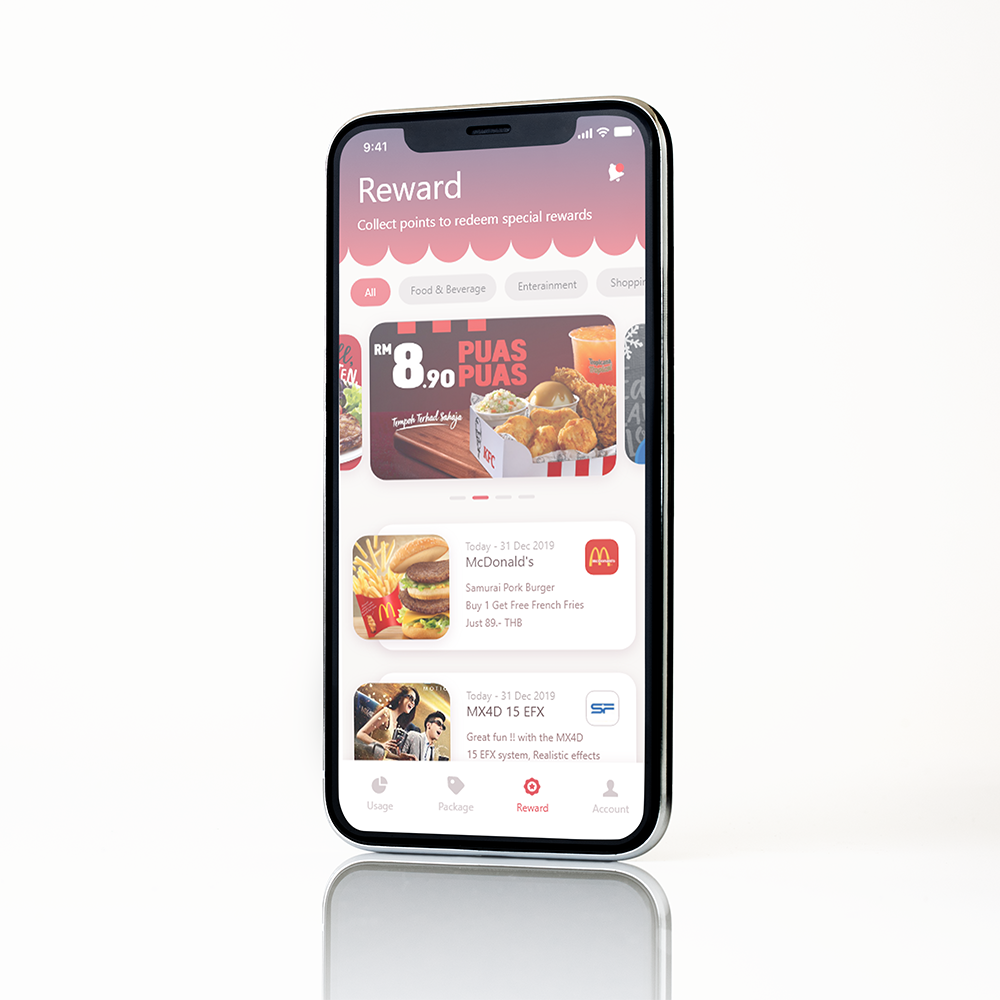 9:41
Reward
Collect points to redeem special rewards
All
Food & Beverage
Enterainment
Shoppin
RM
8.90
PUAS
PUAS
Tempoh Terhad Sahaja
KFC
Today - 31 Dec 2019
McDonald's
Samurai Pork Burger
Buy 1 Get Free French Fries
Just 89.- THB
MOTIO
Today - 31 Dec 2019
SF
MX4D 15 EFX
Great fun !! with the MX4D
15 EFX system, Realistic effects
Usage
Package
Reward
Account